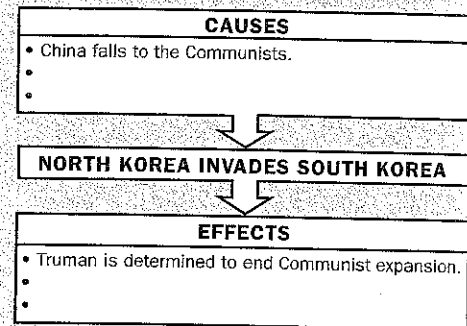 CAUSES
• China falls to the Communists.
•
•
NORTH KOREA INVADES SOUTH KOREA
EFFECTS
• Truman is determined to end Communist expansion.
•
•